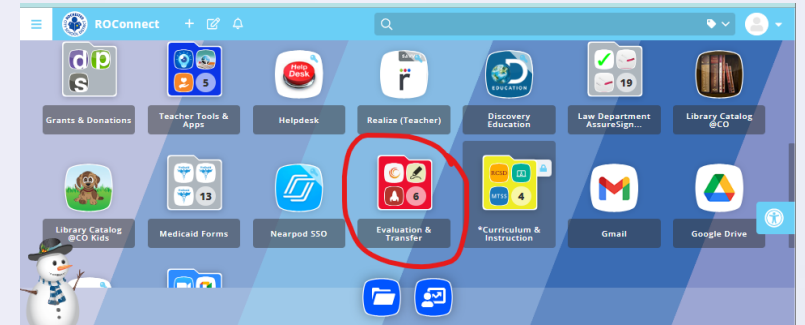 ROConnect
d p
s
5
Help
Desk
SAVVAS
r
EDUCATION
19
Grants & Donations
Teacher Tools &
Apps
Helpdesk
Realize (Teacher)
Discovery
Education
Law Department
AssureSign...
Library Catalog
@CO
13
6
RCSD
MTSS 4
Library Catalog
@CO Kids
Medicaid Forms
Nearpod SSO
Evaluation &
Transfer
*Curriculum &
Instruction
Gmail
Google Drive